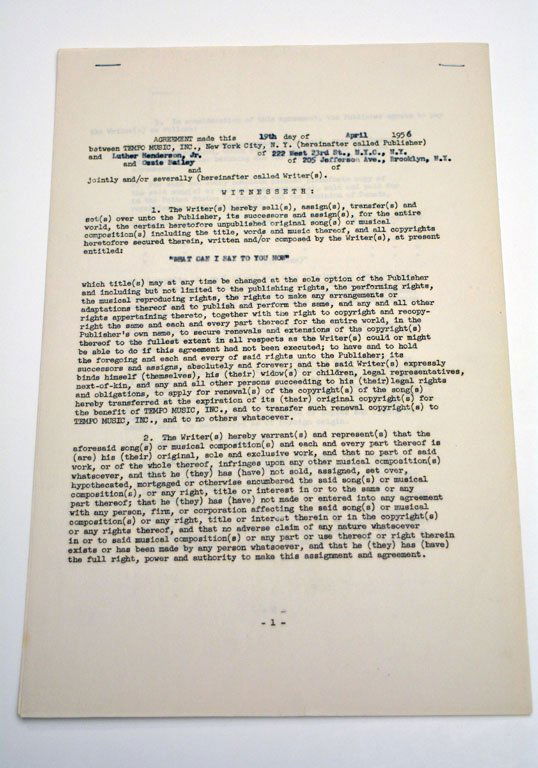 AGREEMENT made this 19th day of April 1956
between TEMPO MUSIC, INC., New York City, N. Y. (hereinafter called Publisher)
and Luther Henderson, Jr. of 222 West 23rd St., N.Y.C., N.Y.
and Ossie Bailey of 205 Jefferson Ave., Brooklyn, N.Y.
and of
jointly and/or severally (hereinafter called Writer(s).
W I T N E S S E T H :
1. The Writer(s) hereby sell(s), assign(s), transfer(s) and
set(s) over unto the Publisher, its successors and assign(s), for the entire
world, the certain heretofore unpublished original song(s) or musical
composition(s) including the title, words and music thereof, and all copyrights
heretofore secured therein, written and/or composed by the Writer(s), at present
entitled:
"WHAT CAN I SAY TO YOU NOW"
which title(s) may at any time be changed at the sole option of the Publisher
and including but not limited to the publishing rights, the performing rights,
the musical reproducing rights, the rights to make any arrangements or
adaptations thereof and to publish and perform the same, and any and all other
rights appertaining thereto, together with the right to copyright and recopy-
right the same and each and every part thereof for the entire world, in the
Publisher's own name, to secure renewals and extensions of the copyright(s)
thereof to the fullest extent in all respects as the Writer(s) could or might
be able to do if this agreement had not been executed; to have and to hold
the foregoing and each and every of said rights unto the Publisher; its
successors and assigns, absolutely and forever; and the said Writer(s) expressly
binds himself (themselves), his (their) widow(s) or children, legal representatives,
next-of-kin, and any and all other persons succeeding to his (their)legal rights
and obligations, to apply for renewal(s) of the copyright(s) of the song(s)
hereby transferred at the expiration of its (their) original copyright(s) for
the benefit of TEMPO MUSIC, INC., and to transfer such renewal copyright(s) to
TEMPO MUSIC, INC., and to no others whatsoever.
2. The Writer(s) hereby warrant(s) and represent(s) that the
aforesaid song(s) or musical composition(s) and each and every part thereof is
(are) his (their) original, sole and exclusive work, and that no part of said
work, or of the whole thereof, infringes upon any other musical composition(s)
whatsoever, and that he (they) has (have) not sold, assigned, set over,
hypothecated, mortgaged or otherwise encumbered the said song(s) or musical
composition(s), or any right, title or interest in or to the same or any
part thereof; that he (they) has (have) not made or entered into any agreement
with any person, firm, or corporation affecting the said song(s) or musical
composition(s) or any right, title or interest therein or in the copyright(s)
or any rights thereof, and that no adverse claim of any nature whatsoever
in or to said musical composition(s) or any part or use thereof or right therein
exists or has been made by any person whatsoever, and that he (they) has (have)
the full right, power and authority to make this assignment and agreement.
- 1 -